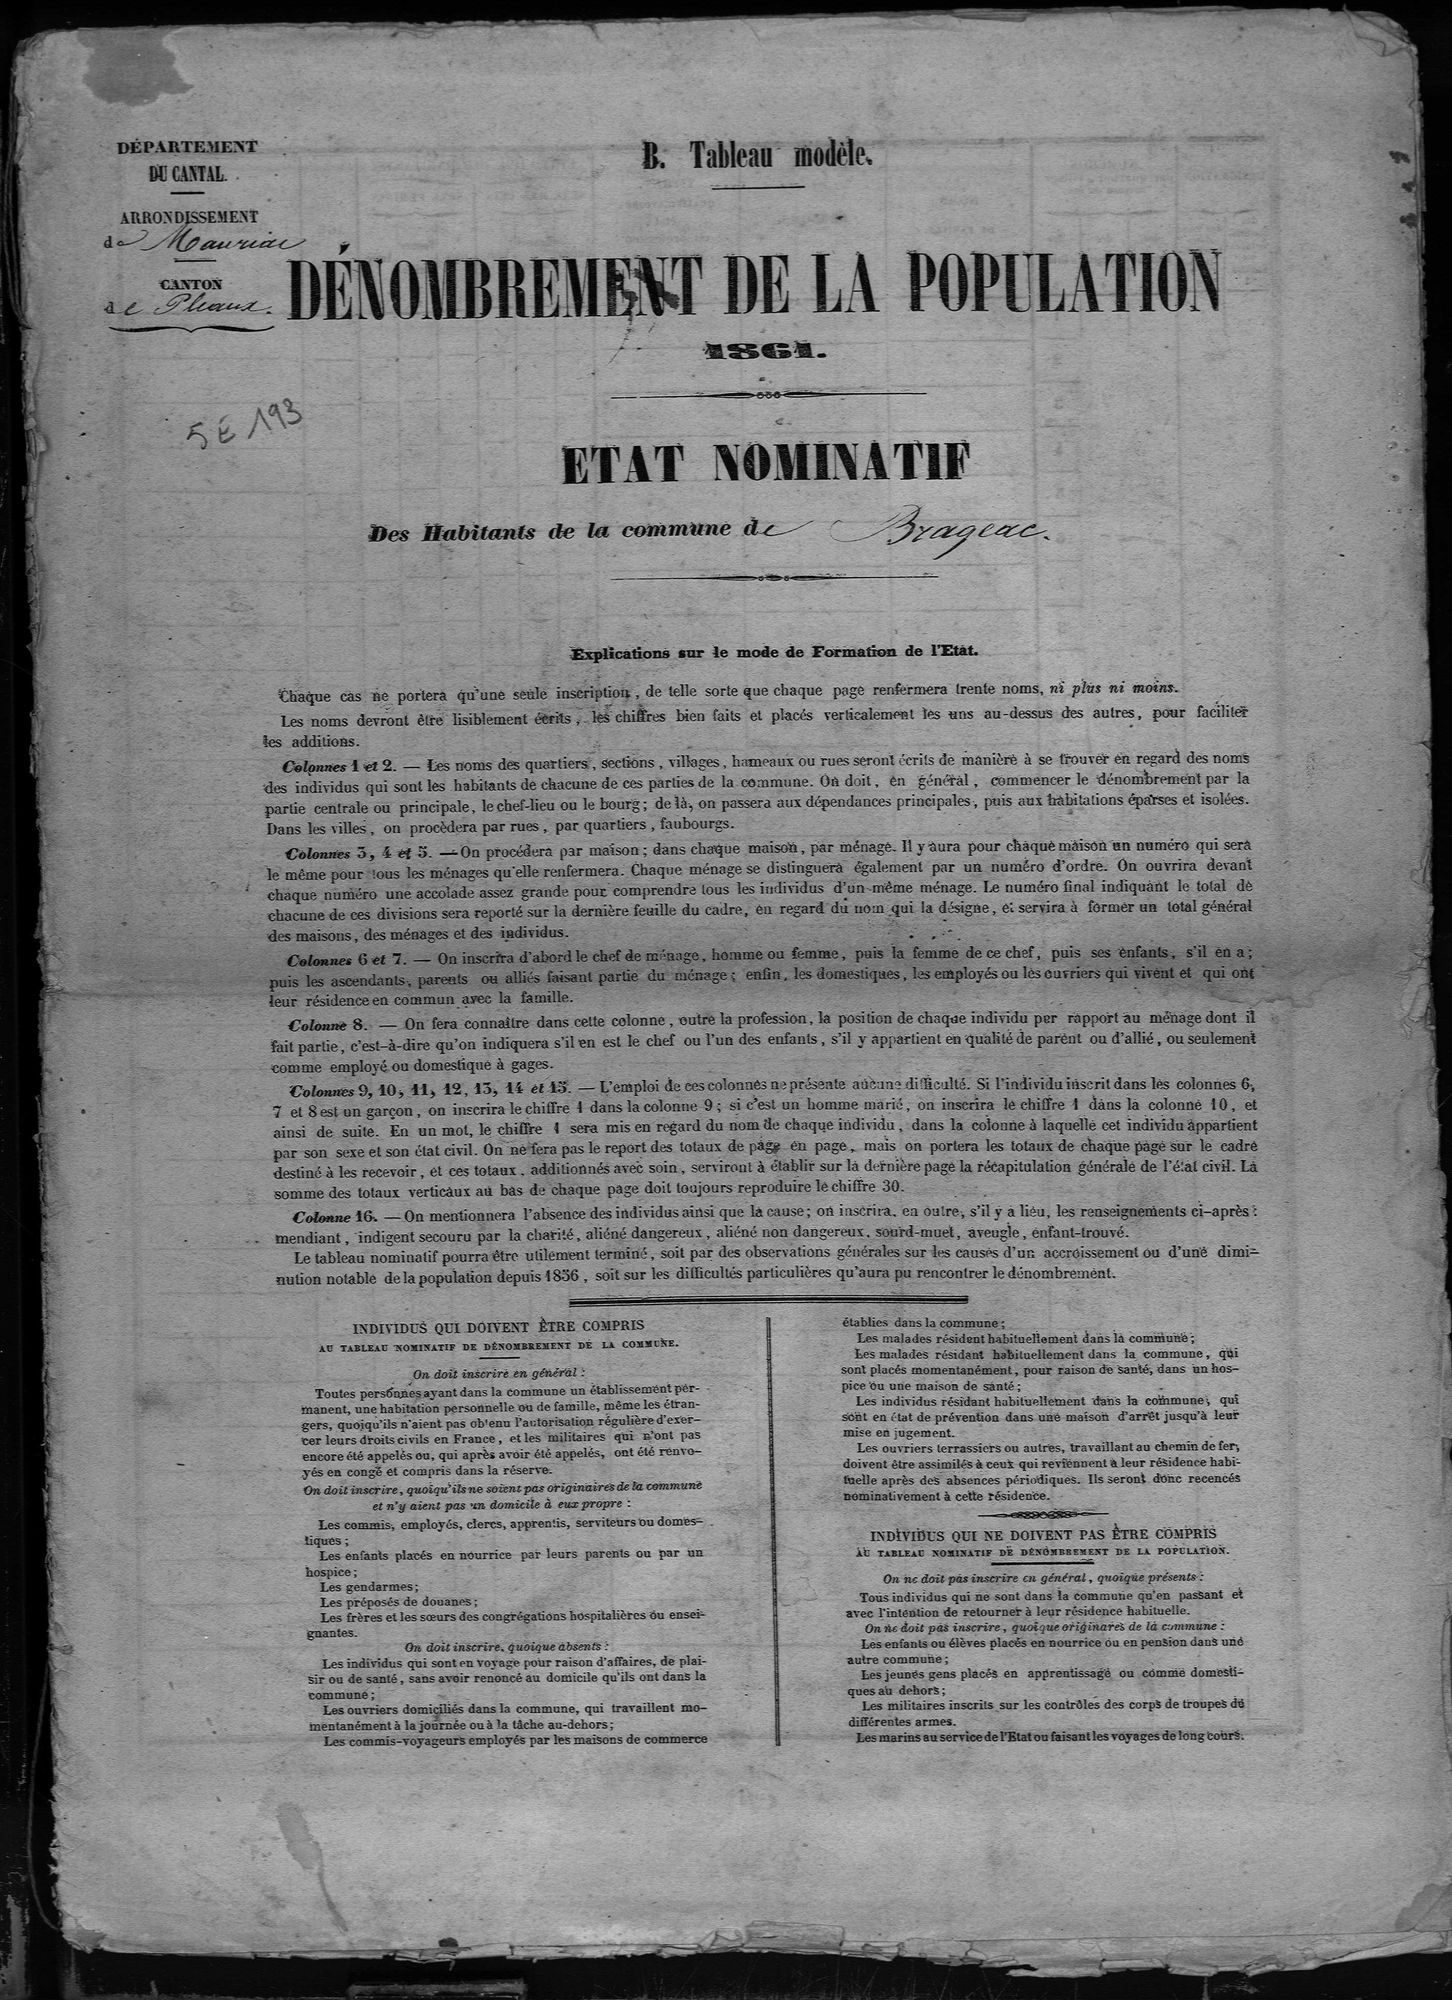 DÉPARTEMENT
DU CANTAL.
ARRONDISSEMENT
de Mauriac
CANTON
de Pleaux.
B. Tableau modèle.
DÉNOMBREMENT DE LA POPULATION
1861.
5 E 193
ETAT NOMINATIF
Des Habitants de la commune de Brageac.
Explications sur le mode de Formation de l'Etat.
Chaque cas ne portera qu'une seule inscription, de telle sorte que chaque page renfermera trente noms, ni plus ni moins.
Les noms devront être lisiblement écrits, les chiffres bien faits et placés verticalement les uns au-dessus des autres, pour faciliter
les additions.
Colonnes 1 et 2. — Les noms des quartiers, sections, villages, hameaux ou rues seront écrits de manière à se trouver en regard des noms
des individus qui sont les habitants de chacune de ces parties de la commune. On doit, en général, commencer le dénombrement par la
partie centrale ou principale, le chef-lieu ou le bourg; de là, on passera aux dépendances principales, puis aux habitations éparses et isolées.
Dans les villes, on procèdera par rues, par quartiers, faubourgs.
Colonnes 3, 4 et 5. — On procédera par maison; dans chaque maison, par ménage. Il y aura pour chaque maison un numéro qui sera
le même pour tous les ménages qu'elle renfermera. Chaque ménage se distinguera également par un numéro d'ordre. On ouvrira devant
chaque numéro une accolade assez grande pour comprendre tous les individus d'un même ménage. Le numéro final indiquant le total de
chacune de ces divisions sera reporté sur la dernière feuille du cadre, en regard du nom qui la désigne, et servira à former un total général
des maisons, des ménages et des individus.
Colonnes 6 et 7. — On inscrira d'abord le chef de ménage, homme ou femme, puis la femme de ce chef, puis ses enfants, s'il en a;
puis les ascendants, parents ou alliés faisant partie du ménage; enfin, les domestiques, les employés ou les ouvriers qui vivent et qui ont
leur résidence en commun avec la famille.
Colonne 8. — On fera connaître dans cette colonne, outre la profession, la position de chaque individu par rapport au ménage dont il
fait partie, c'est-à-dire qu'on indiquera s'il en est le chef ou l'un des enfants, s'il y appartient en qualité de parent ou d'allié, ou seulement
comme employé ou domestique à gages.
Colonnes 9, 10, 11, 12, 13, 14 et 15. — L'emploi de ces colonnes ne présente aucune difficulté. Si l'individu inscrit dans les colonnes 6,
7 et 8 est un garçon, on inscrira le chiffre 1 dans la colonne 9; si c'est un homme marié, on inscrira le chiffre 1 dans la colonne 10, et
ainsi de suite. En un mot, le chiffre 1 sera mis en regard du nom de chaque individu, dans la colonne à laquelle cet individu appartient
par son sexe et son état civil. On ne fera pas le report des totaux de page en page, mais on portera les totaux de chaque page sur le cadre
destiné à les recevoir, et ces totaux, additionnés avec soin, serviront à établir sur la dernière page la récapitulation générale de l'état civil. La
somme des totaux verticaux au bas de chaque page doit toujours reproduire le chiffre 30.
Colonne 16. — On mentionnera l'absence des individus ainsi que la cause; on inscrira, en outre, s'il y a lieu, les renseignements ci-après:
mendiant, indigent secouru par la charité, aliéné dangereux, aliéné non dangereux, sourd-muet, aveugle, enfant-trouvé.
Le tableau nominatif pourra être utilement terminé, soit par des observations générales sur les causes d'un accroissement ou d'une dimi-
nution notable de la population depuis 1856, soit sur les difficultés particulières qu'aura pu rencontrer le dénombrement.
INDIVIDUS QUI DOIVENT ÊTRE COMPRIS
AU TABLEAU NOMINATIF DE DÉNOMBREMENT DE LA COMMUNE.
On doit inscrire en général :
Toutes personnes ayant dans la commune un établissement per-
manent, une habitation personnelle ou de famille, même les étran-
gers, quoiqu'ils n'aient pas obtenu l'autorisation régulière d'exer-
cer leurs droits civils en France, et les militaires qui n'ont pas
encore été appelés ou, qui après avoir été appelés, ont été renvo-
yés en congé et compris dans la réserve.
On doit inscrire, quoiqu'ils ne soient pas originaires de la commune
et n'y aient pas un domicile à eux propre :
Les commis, employés, clercs, apprentis, serviteurs ou domes-
tiques;
Les enfants placés en nourrice par leurs parents ou par un
hospice;
Les gendarmes;
Les préposés de douanes;
Les frères et les sœurs des congrégations hospitalières ou ensei-
gnantes.
On doit inscrire, quoique absents :
Les individus qui sont en voyage pour raison d'affaires, de plai-
sir ou de santé, sans avoir renoncé au domicile qu'ils ont dans la
commune;
Les ouvriers domiciliés dans la commune, qui travaillent mo-
mentanément à la journée ou à la tâche au-dehors;
Les commis-voyageurs employés par les maisons de commerce
établies dans la commune;
Les malades résident habituellement dans la commune;
Les malades résidant habituellement dans la commune, qui
sont placés momentanément, pour raison de santé, dans un hos-
pice ou une maison de santé;
Les individus résidant habituellement dans la commune, qui
sont en état de prévention dans une maison d'arrêt jusqu'à leur
mise en jugement.
Les ouvriers terrassiers ou autres, travaillant au chemin de fer,
doivent être assimilés à ceux qui reviennent à leur résidence habi-
tuelle après des absences périodiques. Ils seront donc recencés
nominativement à cette résidence.
INDIVIDUS QUI NE DOIVENT PAS ÊTRE COMPRIS
AU TABLEAU NOMINATIF DE DÉNOMBREMENT DE LA POPULATION.
On ne doit pas inscrire en général, quoique présents :
Tous individus qui ne sont dans la commune qu'en passant et
avec l'intention de retourner à leur résidence habituelle.
On ne doit pas inscrire, quoique originares de la commune :
Les enfants ou élèves placés en nourrice ou en pension dans une
autre commune;
Les jeunes gens placés en apprentissage ou comme domesti-
ques au dehors;
Les militaires inscrits sur les contrôles des corps de troupes de
différentes armes.
Les marins au service de l'Etat ou faisant les voyages de long cours.